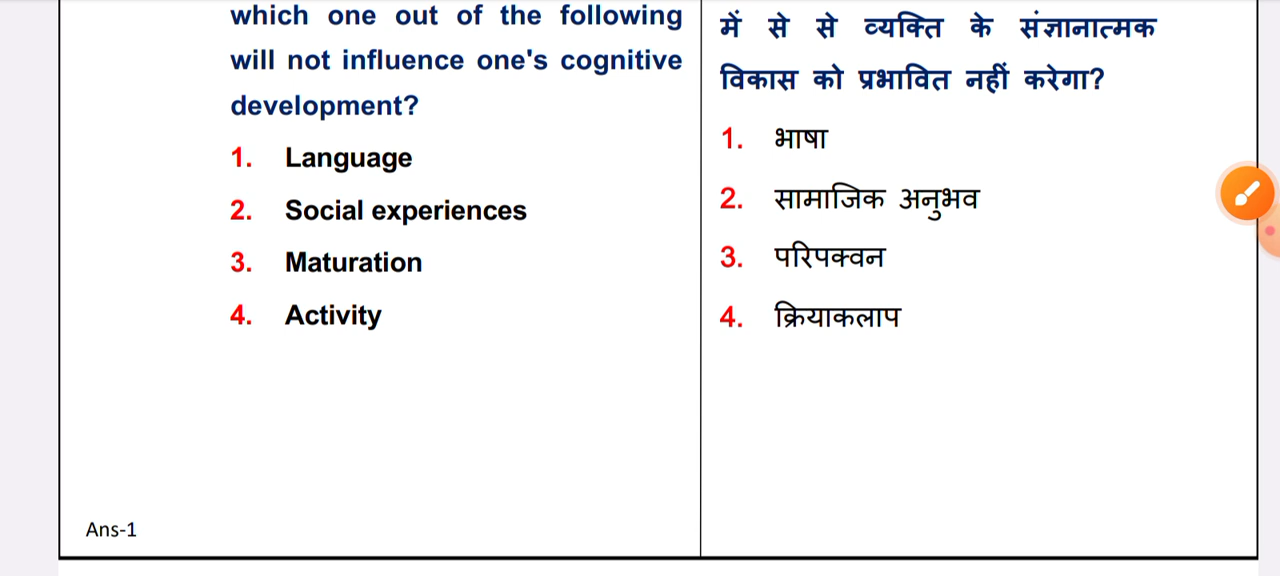 which one out of the following
will not influence one's cognitive
development?
1. Language
2. Social experiences
3. Maturation
4. Activity
Ans-1
में से से व्यक्ति के संज्ञानात्मक
विकास को प्रभावित नहीं करेगा?
1. भाषा
2. सामाजिक अनुभव
3. परिपक्वन
4. क्रियाकलाप